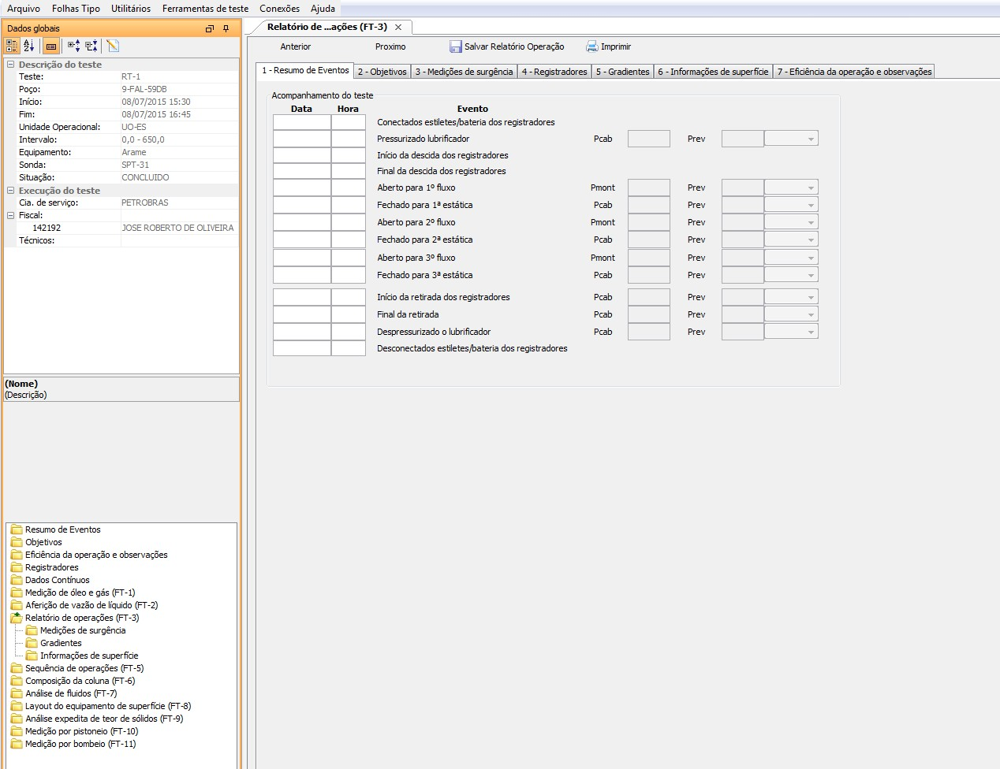 Arquivo Folhas Tipo Utilitários Ferramentas de teste Conexões Ajuda
Dados globais
Descrição do teste
Teste: RT-1
Poço: 9-FAL-59DB
Início: 08/07/2015 15:30
Fim: 08/07/2015 16:45
Unidade Operacional: UO-ES
Intervalo: 0,0 - 650,0
Equipamento: Arame
Sonda: SPT-31
Situação: CONCLUIDO
Execução do teste
Cia. de serviço: PETROBRAS
Fiscal:
142192 JOSE ROBERTO DE OLIVEIRA
Técnicos:
(Nome)
(Descrição)
Resumo de Eventos
Objetivos
Eficiência da operação e observações
Registradores
Dados Contínuos
Medição de óleo e gás (FT-1)
Aferição de vazão de líquido (FT-2)
Relatório de operações (FT-3)
Medições de surgência
Gradientes
Informações de superfície
Sequência de operações (FT-5)
Composição da coluna (FT-6)
Análise de fluidos (FT-7)
Layout do equipamento de superfície (FT-8)
Análise expedita de teor de sólidos (FT-9)
Medição por pistoneio (FT-10)
Medição por bombeio (FT-11)
Relatório de ...ações (FT-3)
Anterior Proximo Salvar Relatório Operação Imprimir
1 - Resumo de Eventos 2 - Objetivos 3 - Medições de surgência 4 - Registradores 5 - Gradientes 6 - Informações de superfície 7 - Eficiência da operação e observações
Acompanhamento do teste
Data Hora Evento
Conectados estiletes/bateria dos registradores
Pressurizado lubrificador Pcab Prev
Início da descida dos registradores
Final da descida dos registradores
Aberto para 1º fluxo Pmont Prev
Fechado para 1ª estática Pcab Prev
Aberto para 2º fluxo Pmont Prev
Fechado para 2ª estática Pcab Prev
Aberto para 3º fluxo Pmont Prev
Fechado para 3ª estática Pcab Prev
Início da retirada dos registradores Pcab Prev
Final da retirada Pcab Prev
Despressurizado o lubrificador Pcab Prev
Desconectados estiletes/bateria dos registradores